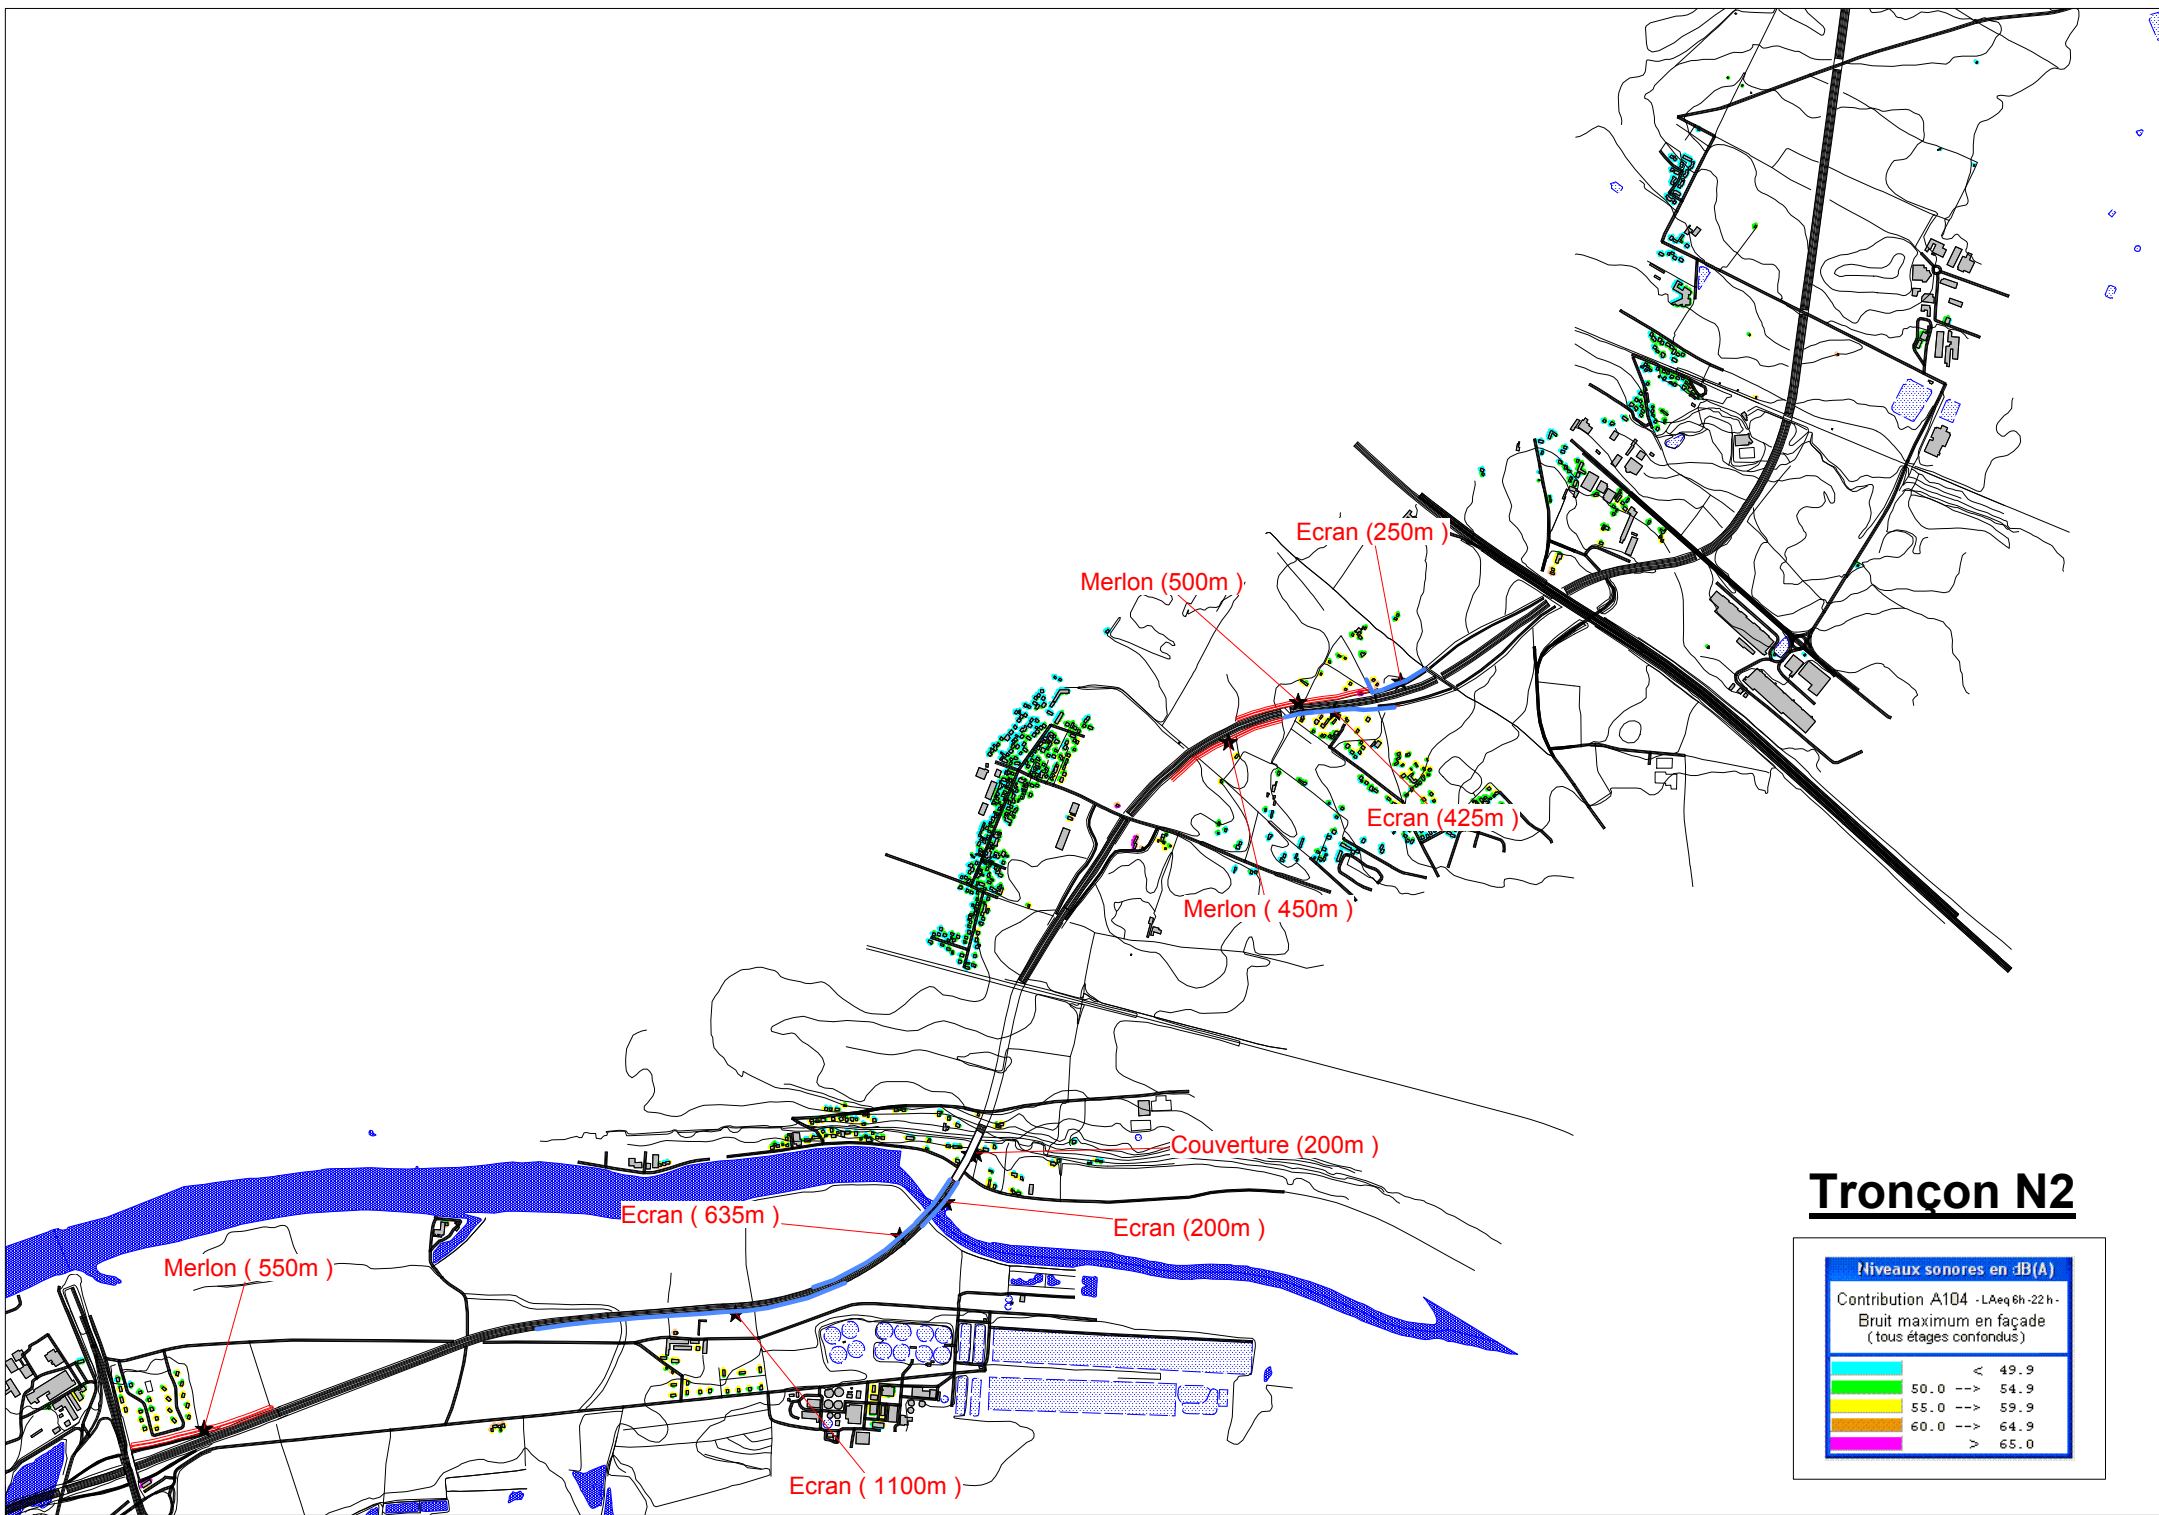 Ecran (250m )
Merlon (500m )
Ecran (425m )
Merlon ( 450m )
Couverture (200m )
Ecran ( 635m )
Ecran (200m )
Merlon ( 550m )
Ecran ( 1100m )
Tronçon N2
Niveaux sonores en dB(A)
Contribution A104 - LAeq 6h-22h -
Bruit maximum en façade
( tous étages confondus )
< 49.9
50.0 --> 54.9
55.0 --> 59.9
60.0 --> 64.9
> 65.0